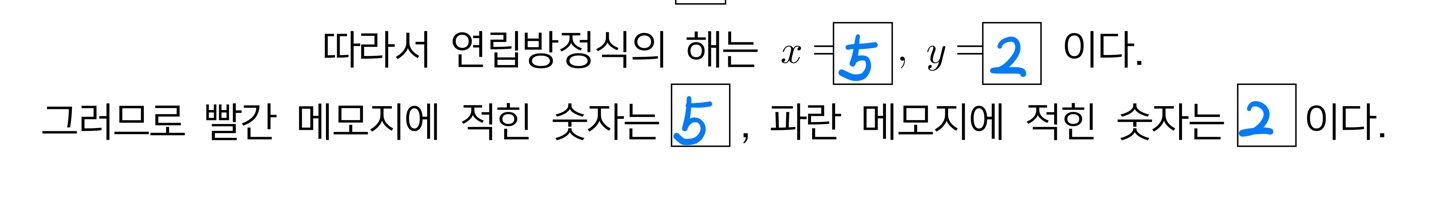 따라서 연립방정식의 해는 x = 5, y = 2 이다.
그러므로 빨간 메모지에 적힌 숫자는 5, 파란 메모지에 적힌 숫자는 2 이다.